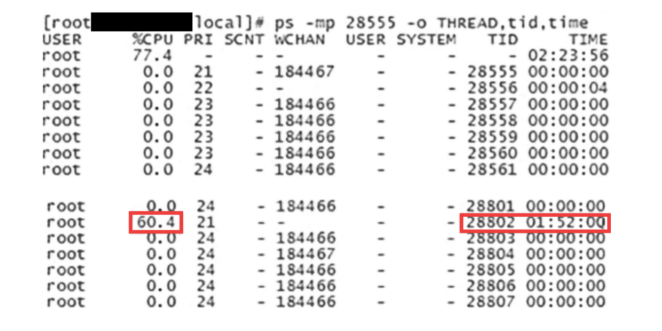 [root local]# ps -mp 28555 -o THREAD,tid,time
USER %CPU PRI SCNT WCHAN USER SYSTEM TID TIME
root 77.4 - - - - - - 02:23:56
root 0.0 21 - 184467 - - 28555 00:00:00
root 0.0 22 - - - - 28556 00:00:04
root 0.0 23 - 184466 - - 28557 00:00:00
root 0.0 23 - 184466 - - 28558 00:00:00
root 0.0 23 - 184466 - - 28559 00:00:00
root 0.0 23 - 184466 - - 28560 00:00:00
root 0.0 24 - 184466 - - 28561 00:00:00
root 0.0 24 - 184466 - - 28801 00:00:00
root 60.4 21 - - - - 28802 01:52:00
root 0.0 24 - 184466 - - 28803 00:00:00
root 0.0 24 - 184467 - - 28804 00:00:00
root 0.0 24 - 184466 - - 28805 00:00:00
root 0.0 24 - 184466 - - 28806 00:00:00
root 0.0 24 - 184466 - - 28807 00:00:00